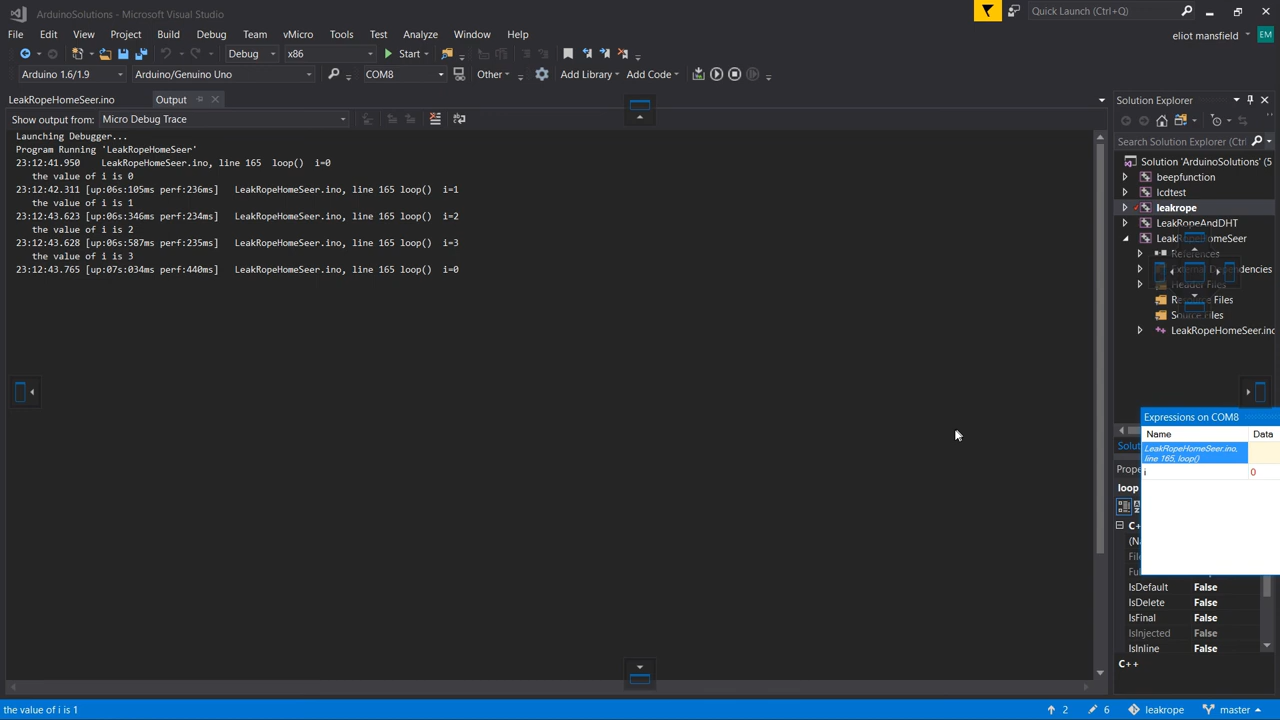 ArduinoSolutions - Microsoft Visual Studio
Quick Launch (Ctrl+Q)
File Edit View Project Build Debug Team vMicro Tools Test Analyze Window Help
eliot mansfield EM
Debug x86 Start
Arduino 1.6/1.9 Arduino/Genuino Uno COM8 Other Add Library Add Code
LeakRopeHomeSeer.ino Output
Show output from: Micro Debug Trace
Launching Debugger...
Program Running 'LeakRopeHomeSeer'
23:12:41.950 LeakRopeHomeSeer.ino, line 165 loop() i=0
the value of i is 0
23:12:42.311 [up:06s:105ms perf:236ms] LeakRopeHomeSeer.ino, line 165 loop() i=1
the value of i is 1
23:12:43.623 [up:06s:346ms perf:234ms] LeakRopeHomeSeer.ino, line 165 loop() i=2
the value of i is 2
23:12:43.628 [up:06s:587ms perf:235ms] LeakRopeHomeSeer.ino, line 165 loop() i=3
the value of i is 3
23:12:43.765 [up:07s:034ms perf:440ms] LeakRopeHomeSeer.ino, line 165 loop() i=0
Solution Explorer
Search Solution Explorer (Ctrl
Solution 'ArduinoSolutions' (5
beepfunction
lcdtest
leakrope
LeakRopeAndDHT
LeakRopeHomeSeer
References
External Dependencies
Header Files
Resource Files
Source Files
LeakRopeHomeSeer.ino
Expressions on COM8
Name Data
LeakRopeHomeSeer.ino,
line 165, loop()
i 0
Solut
Prope
loop
C+
(Na
File
Ful
IsDefault False
IsDelete False
IsFinal False
IsInjected False
IsInline False
C++
the value of i is 1
2 6 leakrope master